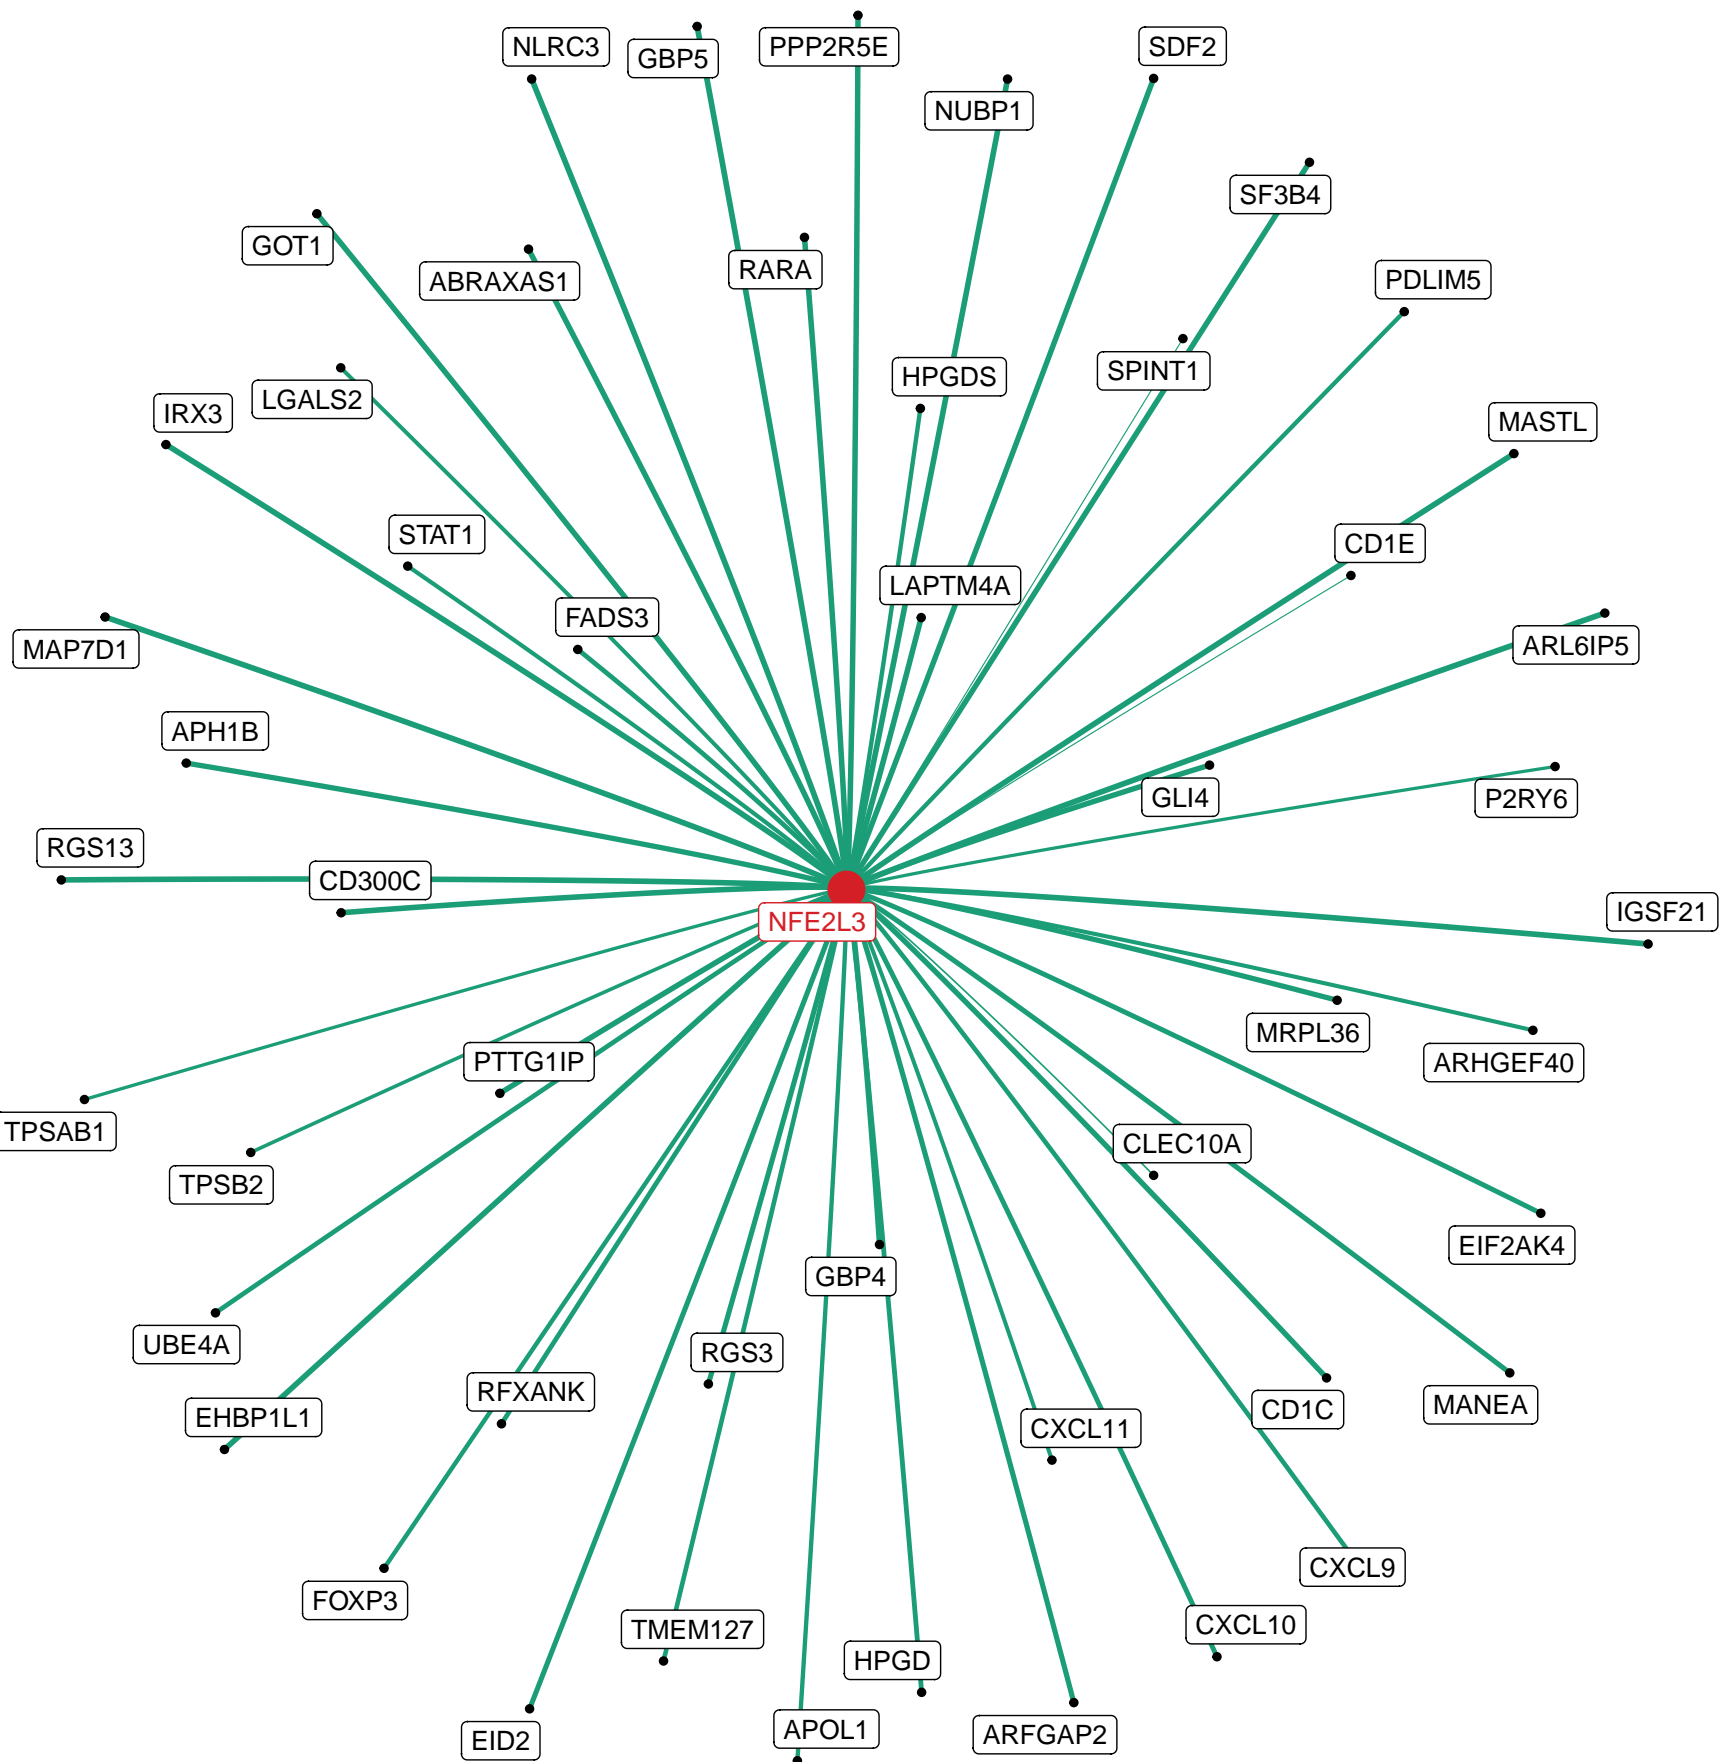 NLRC3
GBP5
PPP2R5E
SDF2
NUBP1
SF3B4
GOT1
ABRAXAS1
RARA
PDLIM5
HPGDS
SPINT1
LGALS2
IRX3
MASTL
STAT1
CD1E
LAPTM4A
FADS3
MAP7D1
ARL6IP5
APH1B
GLI4
P2RY6
RGS13
CD300C
NFE2L3
IGSF21
MRPL36
PTTG1IP
ARHGEF40
TPSAB1
CLEC10A
TPSB2
EIF2AK4
GBP4
UBE4A
RGS3
RFXANK
EHBP1L1
CD1C
MANEA
CXCL11
CXCL9
FOXP3
CXCL10
TMEM127
HPGD
APOL1
ARFGAP2
EID2